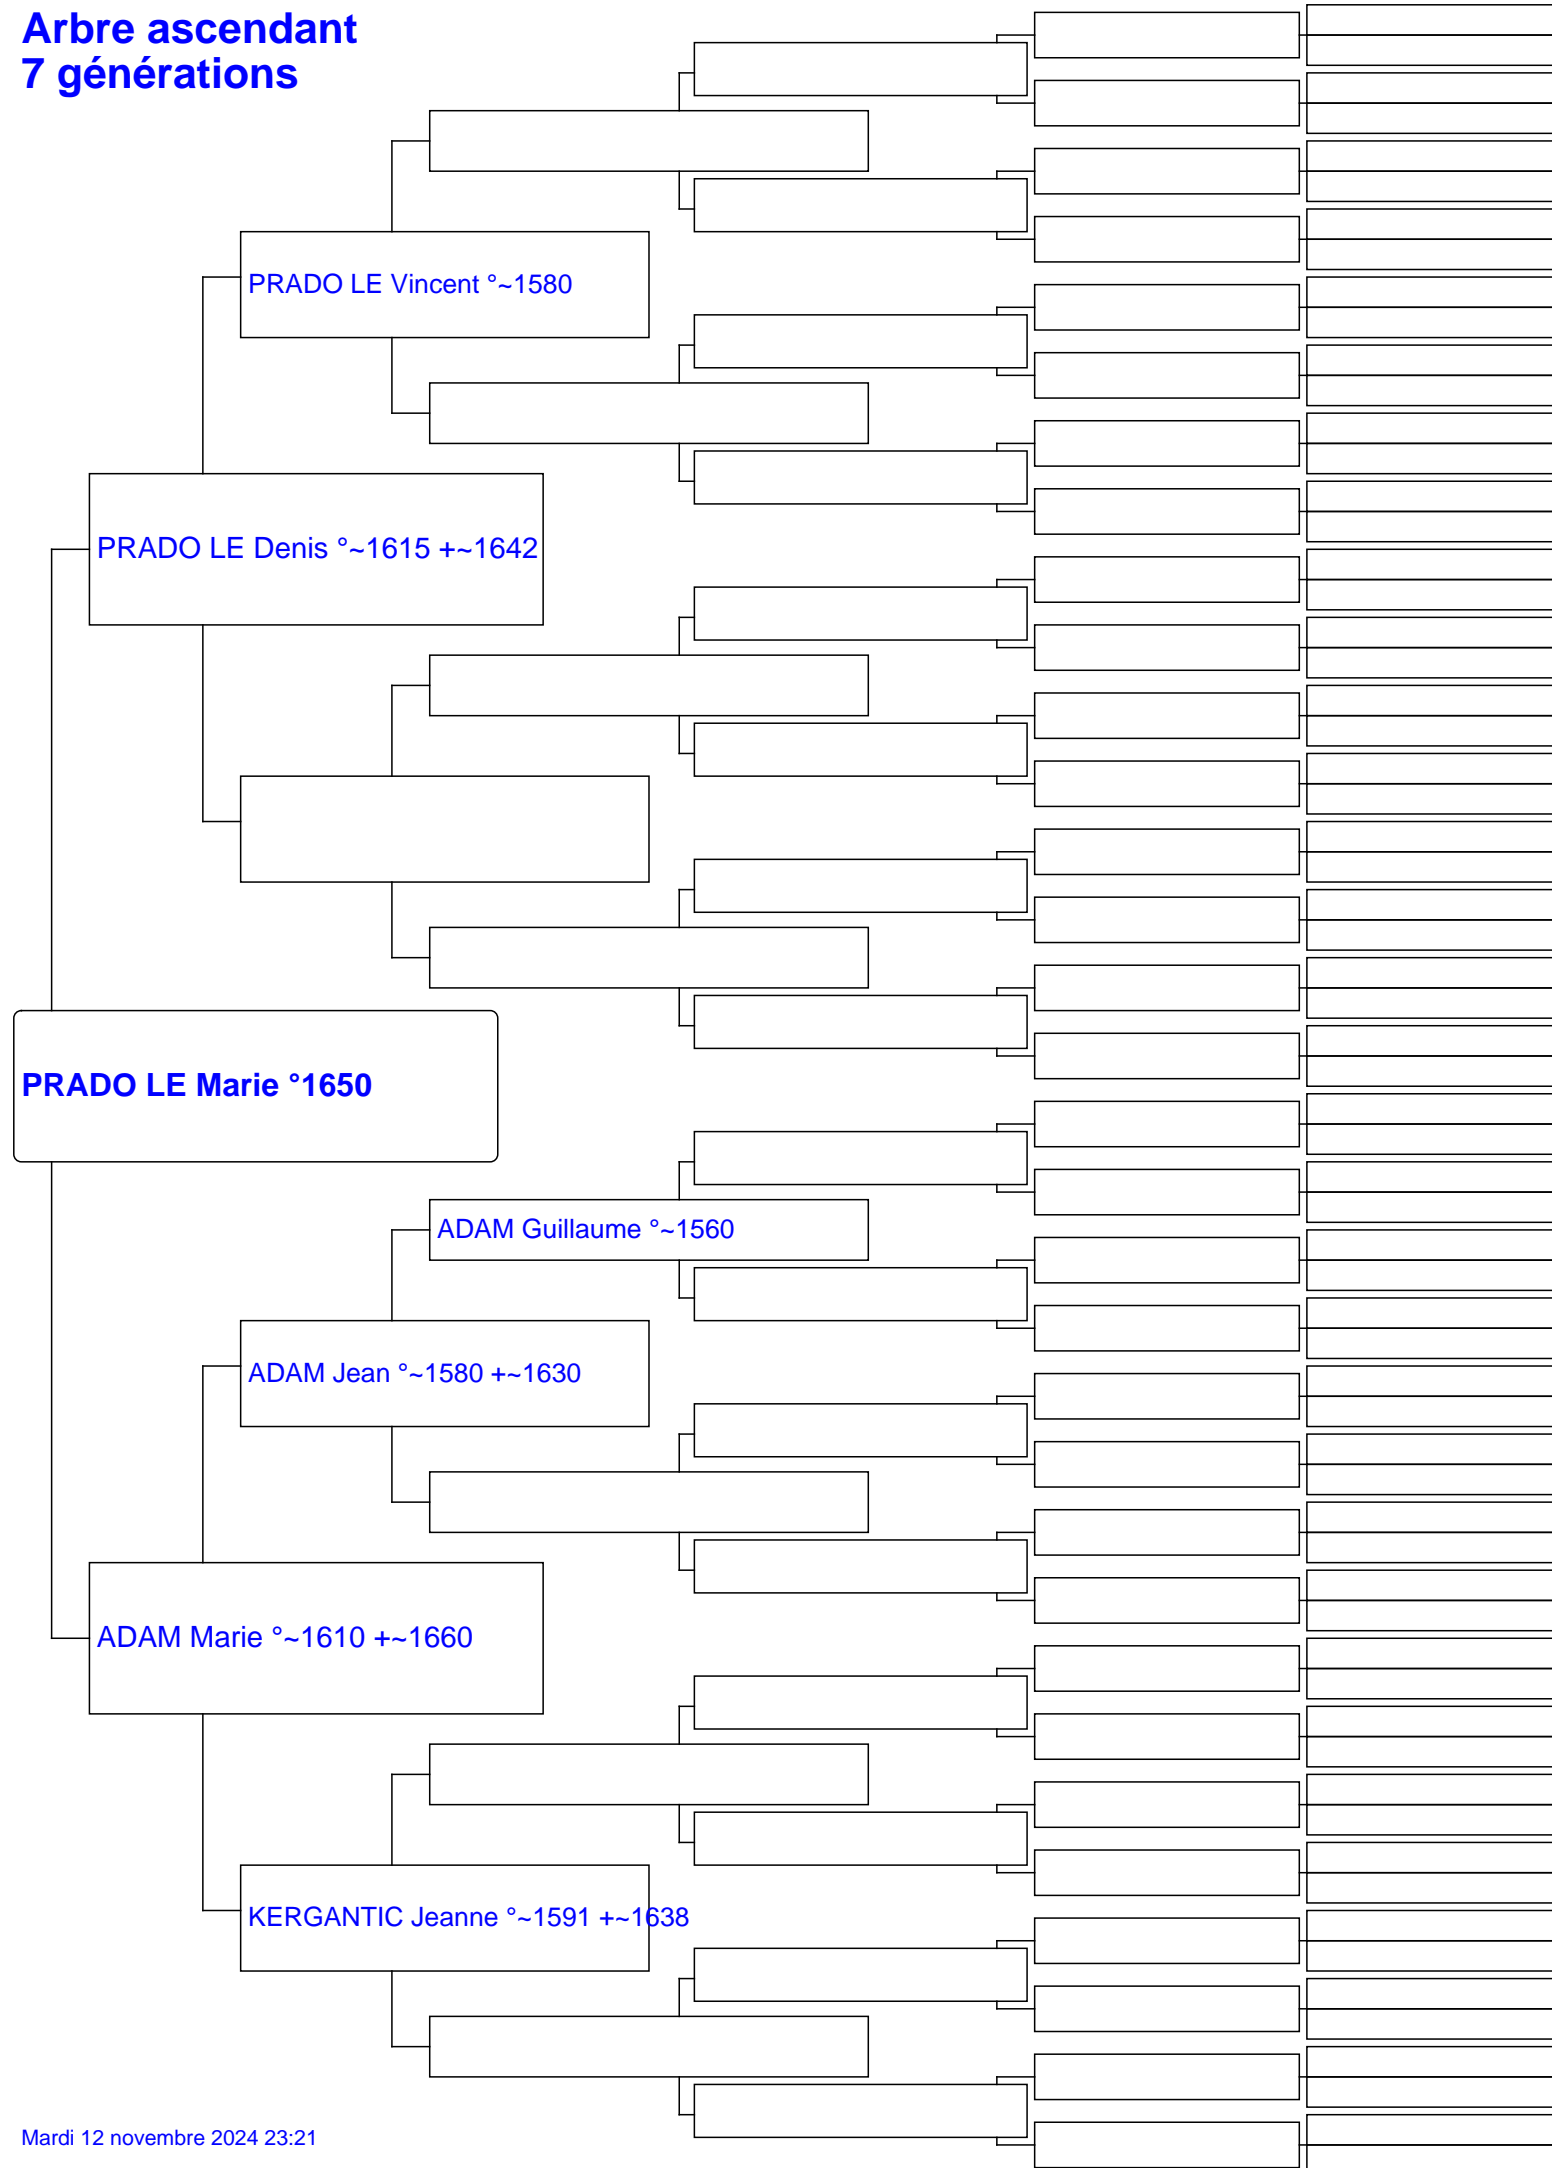 Arbre ascendant
7 générations
PRADO LE Vincent °~1580
PRADO LE Denis °~1615 +~1642
PRADO LE Marie °1650
ADAM Guillaume °~1560
ADAM Jean °~1580 +~1630
ADAM Marie °~1610 +~1660
KERGANTIC Jeanne °~1591 +~1638
Mardi 12 novembre 2024 23:21